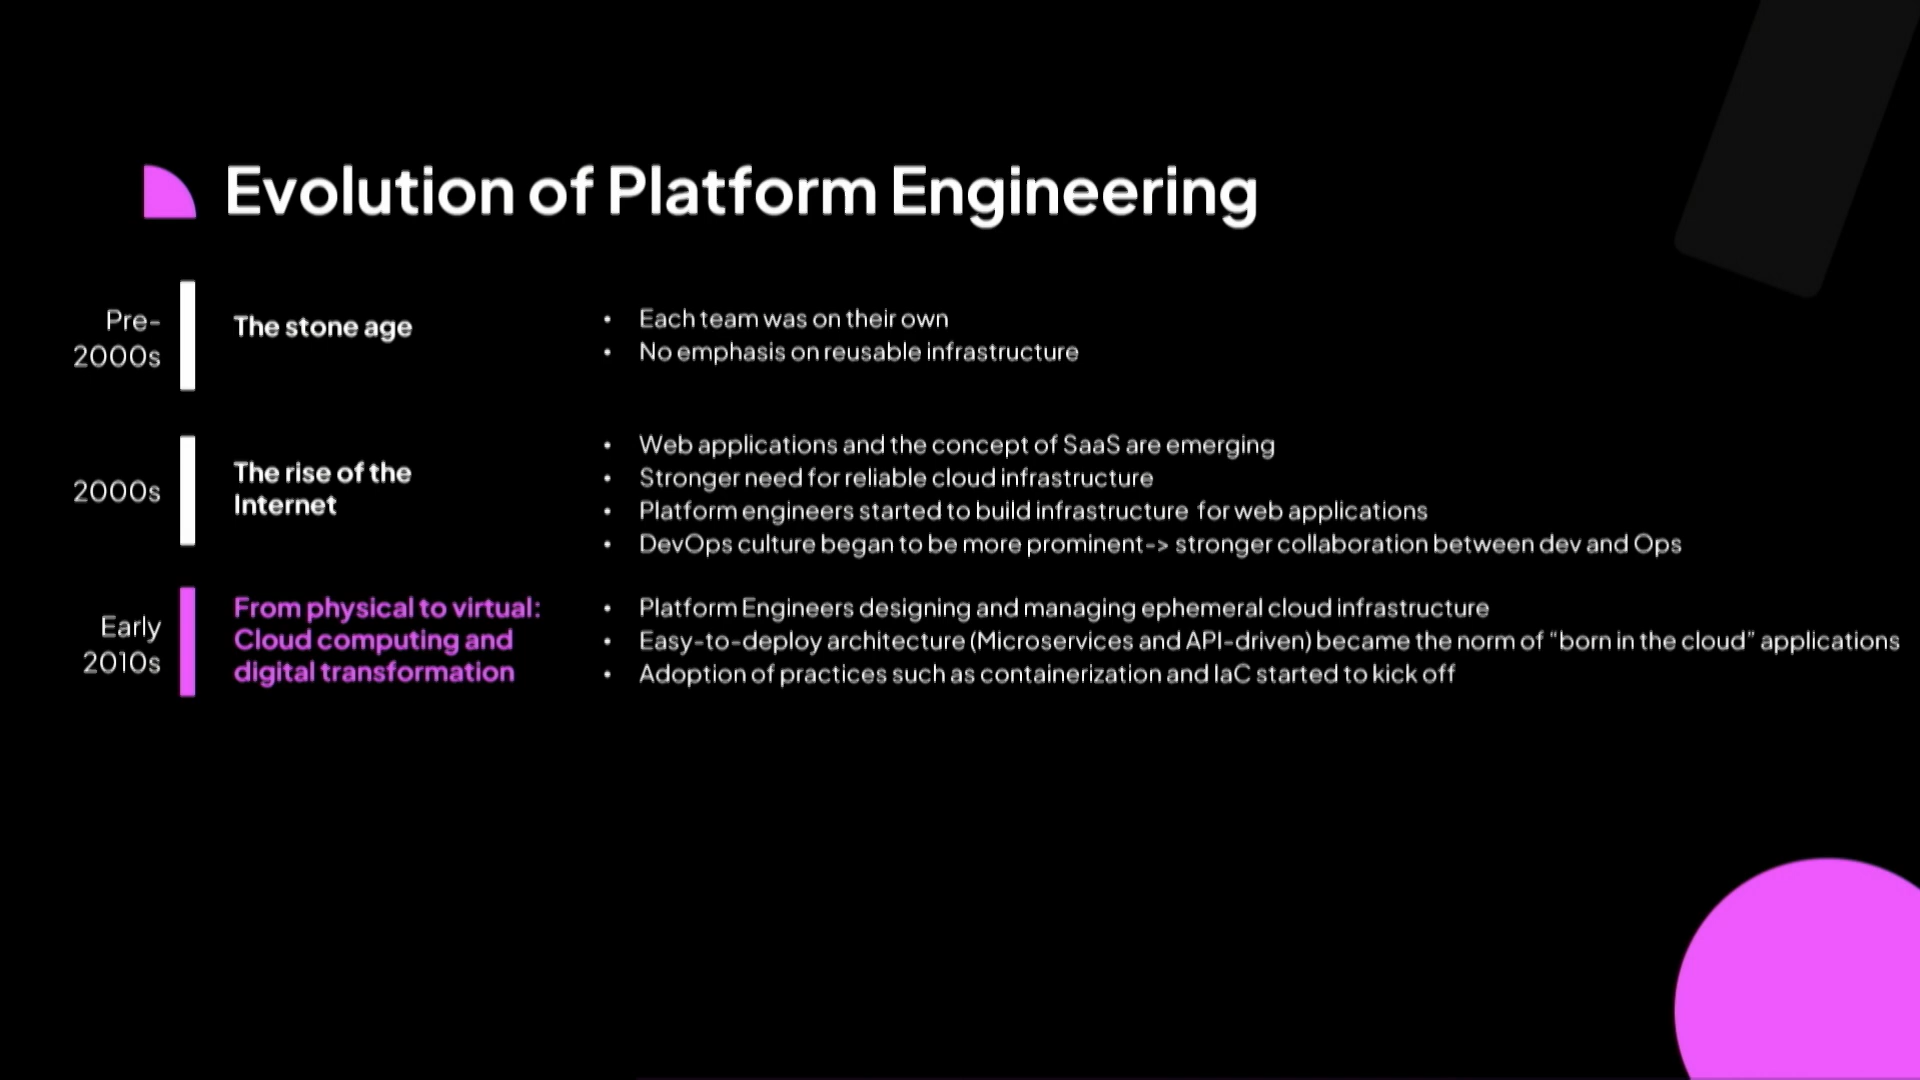 Evolution of Platform Engineering
Pre-
2000s
The stone age
• Each team was on their own
• No emphasis on reusable infrastructure
2000s
The rise of the
Internet
• Web applications and the concept of SaaS are emerging
• Stronger need for reliable cloud infrastructure
• Platform engineers started to build infrastructure for web applications
• DevOps culture began to be more prominent-> stronger collaboration between dev and Ops
Early
2010s
From physical to virtual:
Cloud computing and
digital transformation
• Platform Engineers designing and managing ephemeral cloud infrastructure
• Easy-to-deploy architecture (Microservices and API-driven) became the norm of “born in the cloud” applications
• Adoption of practices such as containerization and IaC started to kick off